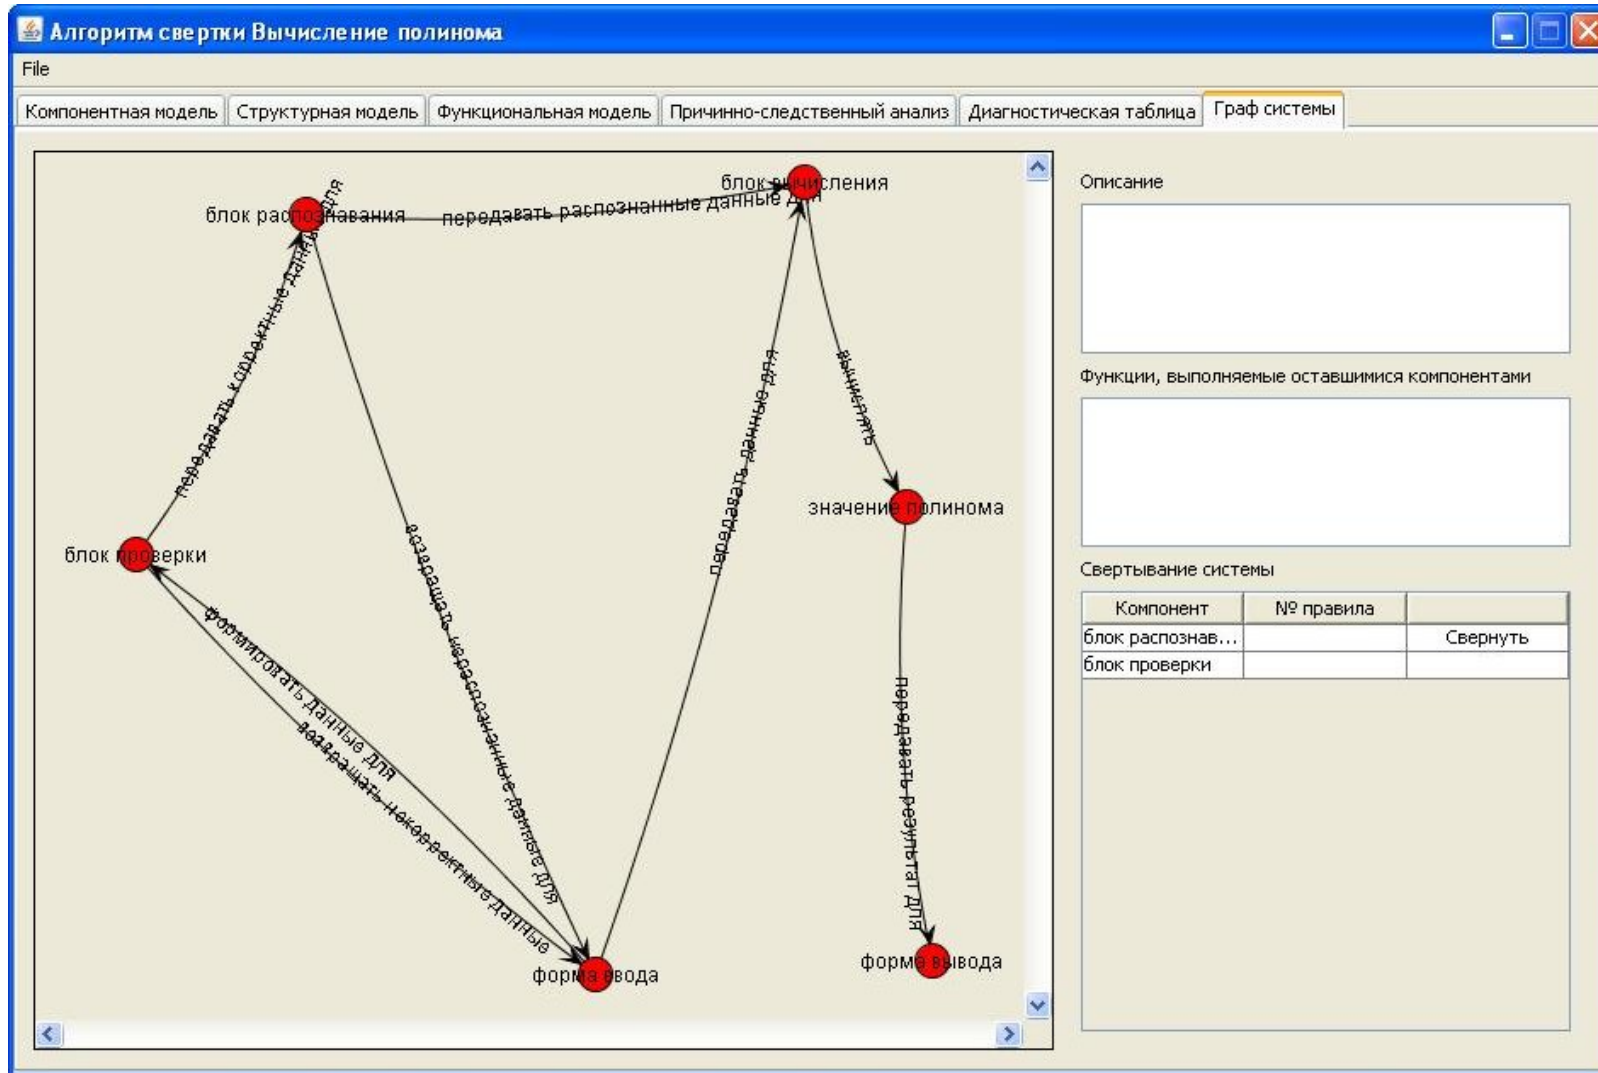 Алгоритм свертки Вычисление полинома
File
Компонентная модель
Структурная модель
Функциональная модель
Причинно-следственный анализ
Диагностическая таблица
Граф системы
блок вычисления
блок распознавания
передавать распознанные данные для
передавать корректные данные для
передавать данные для
вычислять
значение полинома
возвращать нераспознанные данные для
блок проверки
формировать данные для
возвращать некорректные данные
передавать результат для
форма ввода
форма вывода
Описание
Функции, выполняемые оставшимися компонентами
Свертывание системы
Компонент № правила
блок распознав... Свернуть
блок проверки